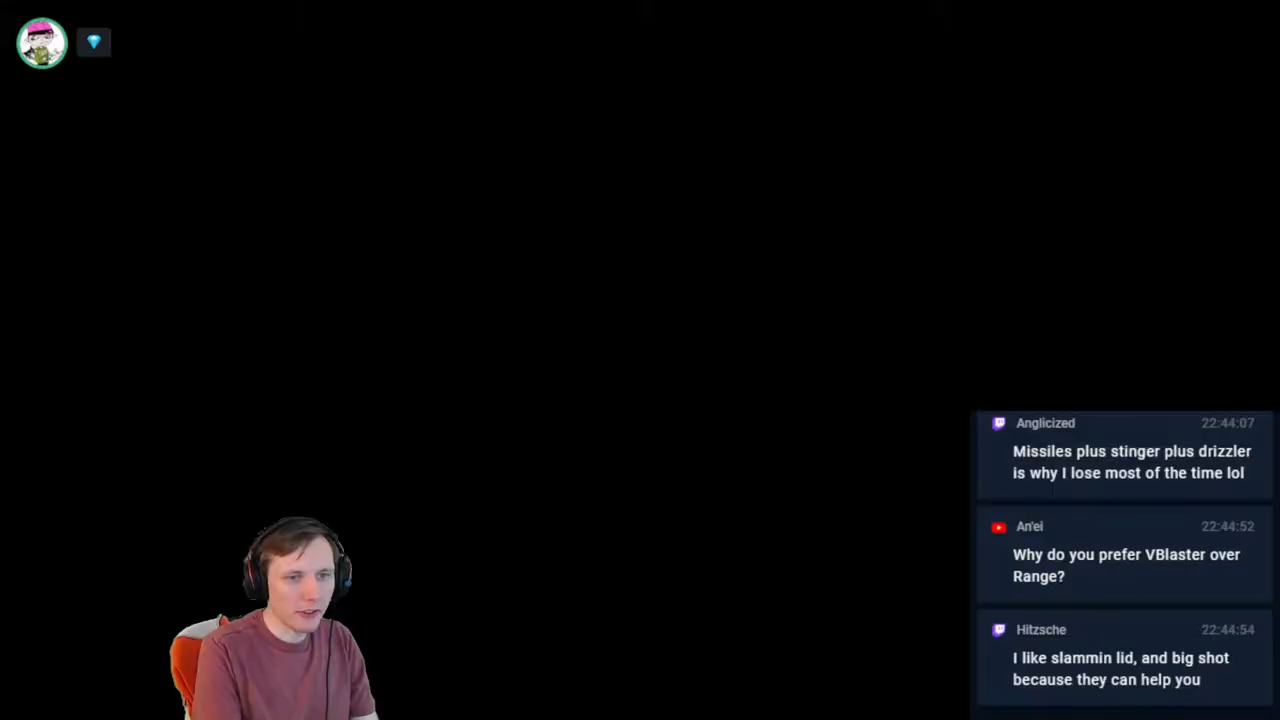 Anglicized 22:44:07
Missiles plus stinger plus drizzler
is why I lose most of the time lol
An'ei 22:44:52
Why do you prefer VBlaster over
Range?
Hitzsche 22:44:54
I like slammin lid, and big shot
because they can help you